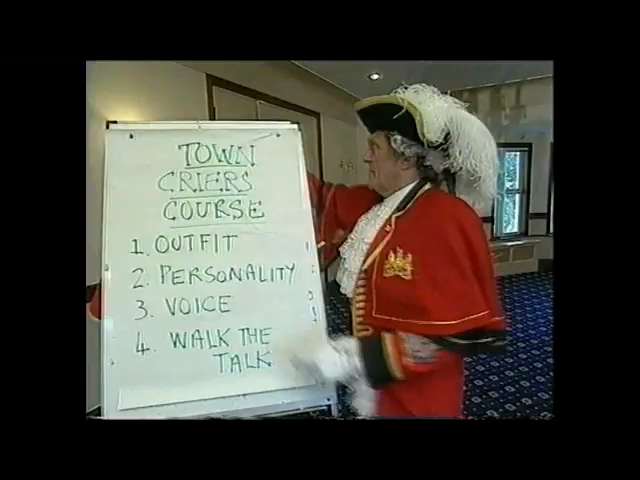 TOWN
CRIERS
COURSE
1. OUTFIT
2. PERSONALITY
3. VOICE
4. WALK THE
TALK